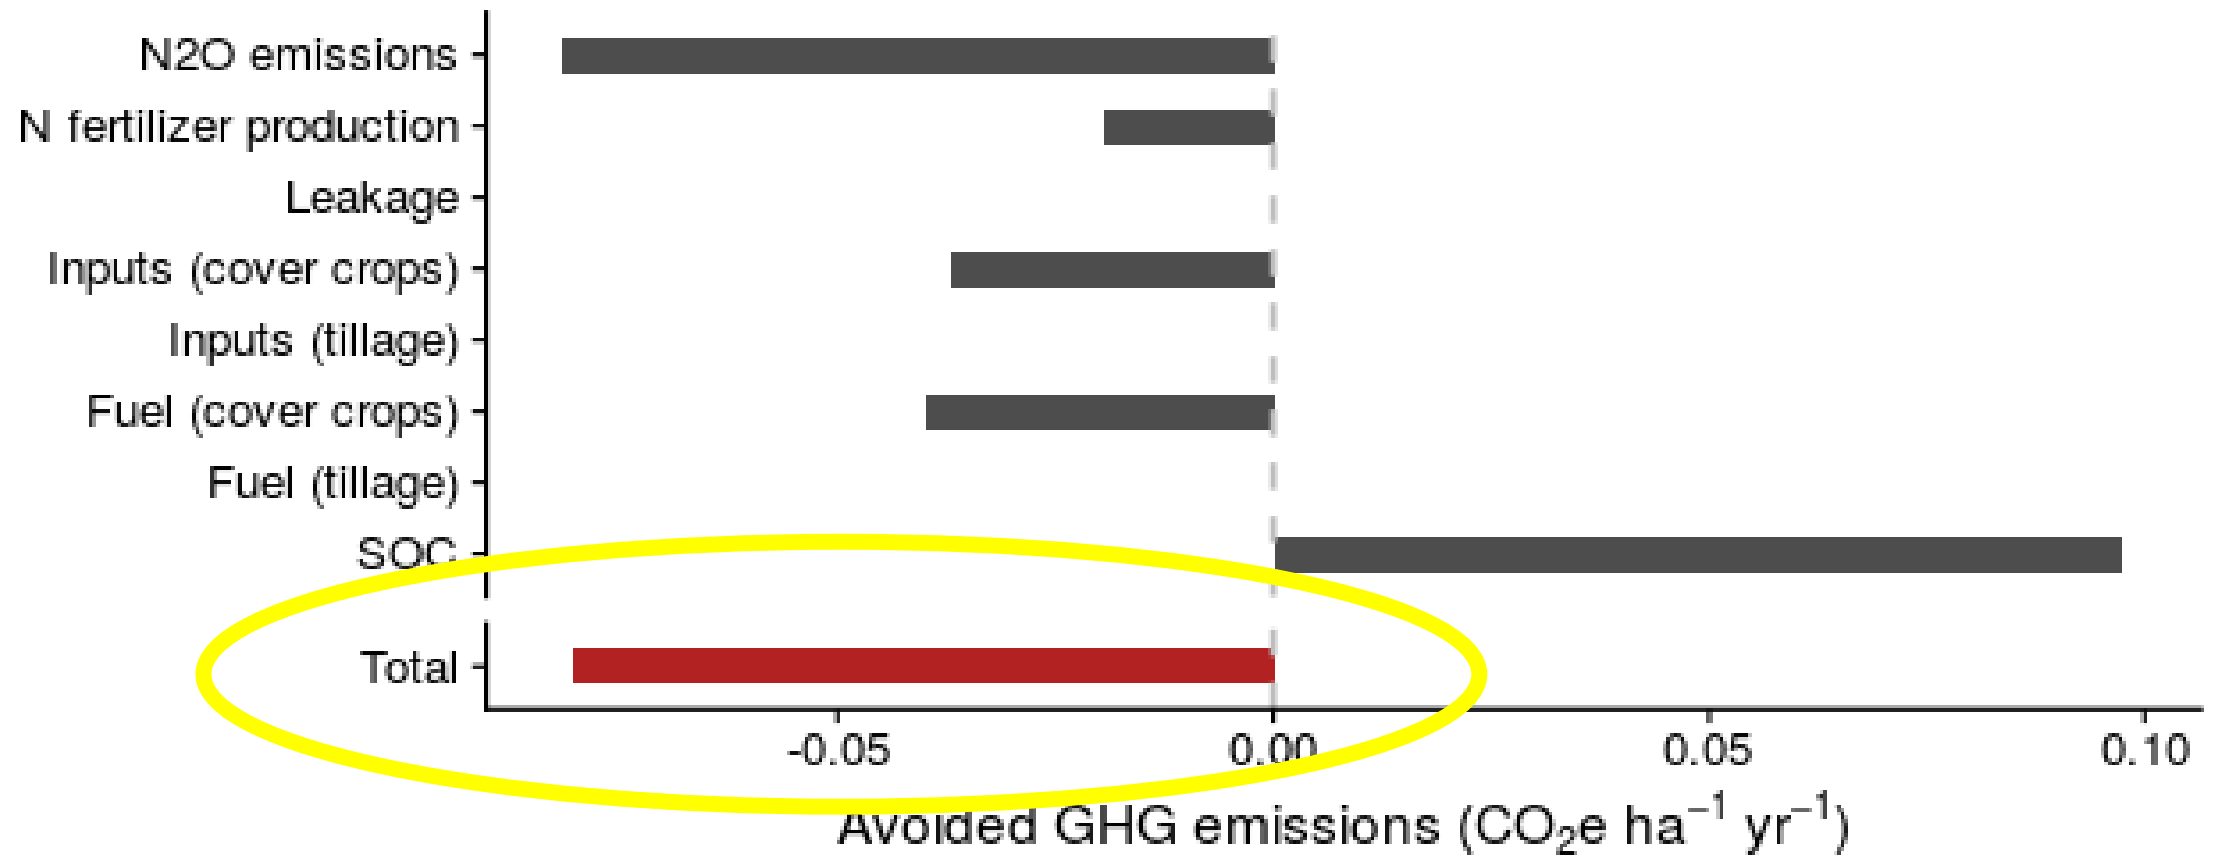 N2O emissions
N fertilizer production
Leakage
Inputs (cover crops)
Inputs (tillage)
Fuel (cover crops)
Fuel (tillage)
SOC
Total
-0.05 0.00 0.05 0.10
Avoided GHG emissions (CO₂e ha⁻¹ yr⁻¹)